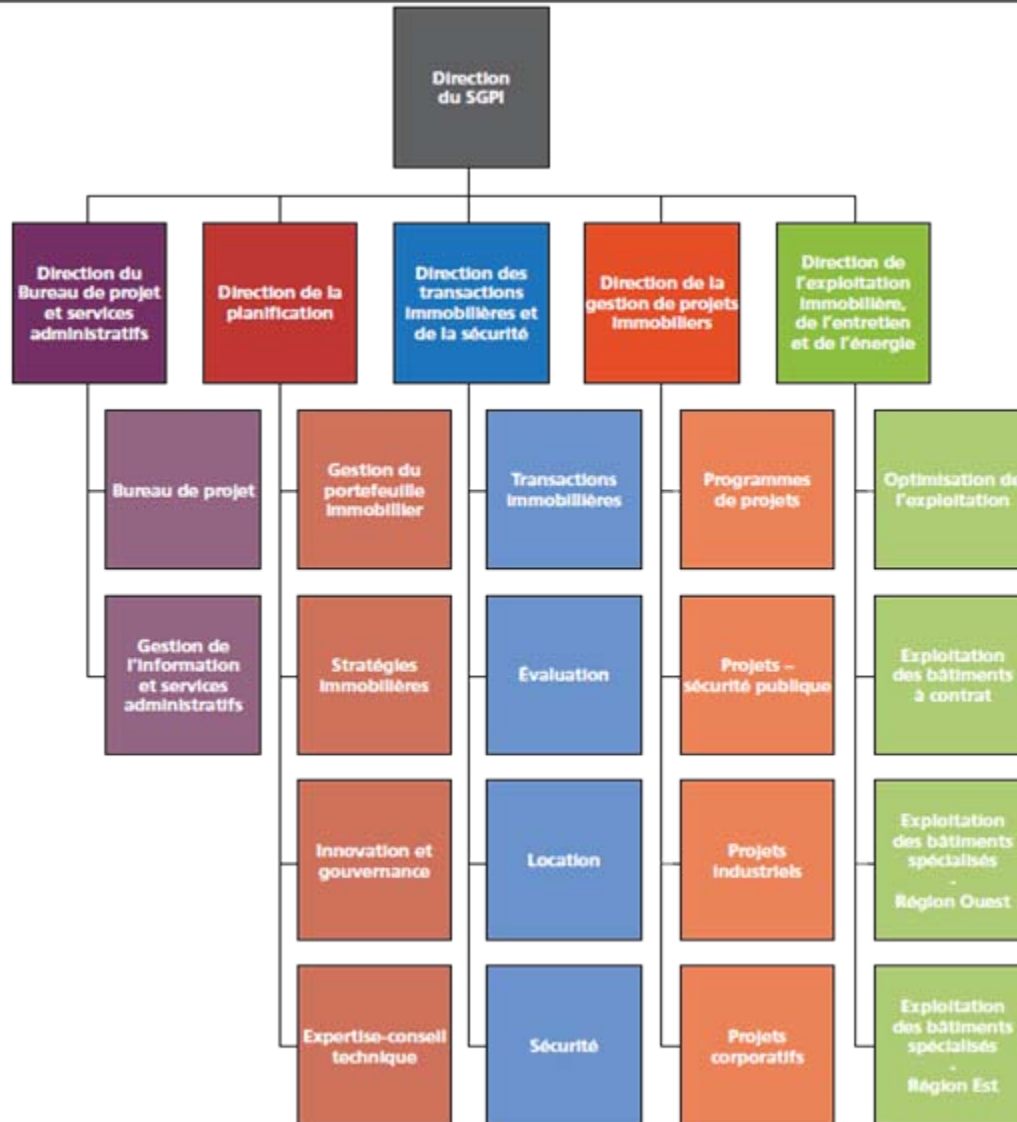 Direction
du SGPI
Direction du
Bureau de projet
et services
administratifs
Direction de la
planification
Direction des
transactions
immobilières et
de la sécurité
Direction de la
gestion de projets
immobiliers
Direction de
l'exploitation
immobilière,
de l'entretien
et de l'énergie
Bureau de projet
Gestion du
portefeuille
immobillier
Transactions
immobillières
Programmes
de projets
Optimisation de
l'exploitation
Gestion de
l'information
et services
administratifs
Stratégies
immobilières
Évaluation
Projets –
sécurité publique
Exploitation
des bâtiments
à contrat
Innovation et
gouvernance
Location
Projets
industriels
Exploitation
des bâtiments
spécialisés
-
Région Ouest
Expertise-conseil
technique
Sécurité
Projets
corporatifs
Exploitation
des bâtiments
spécialisés
-
Région Est